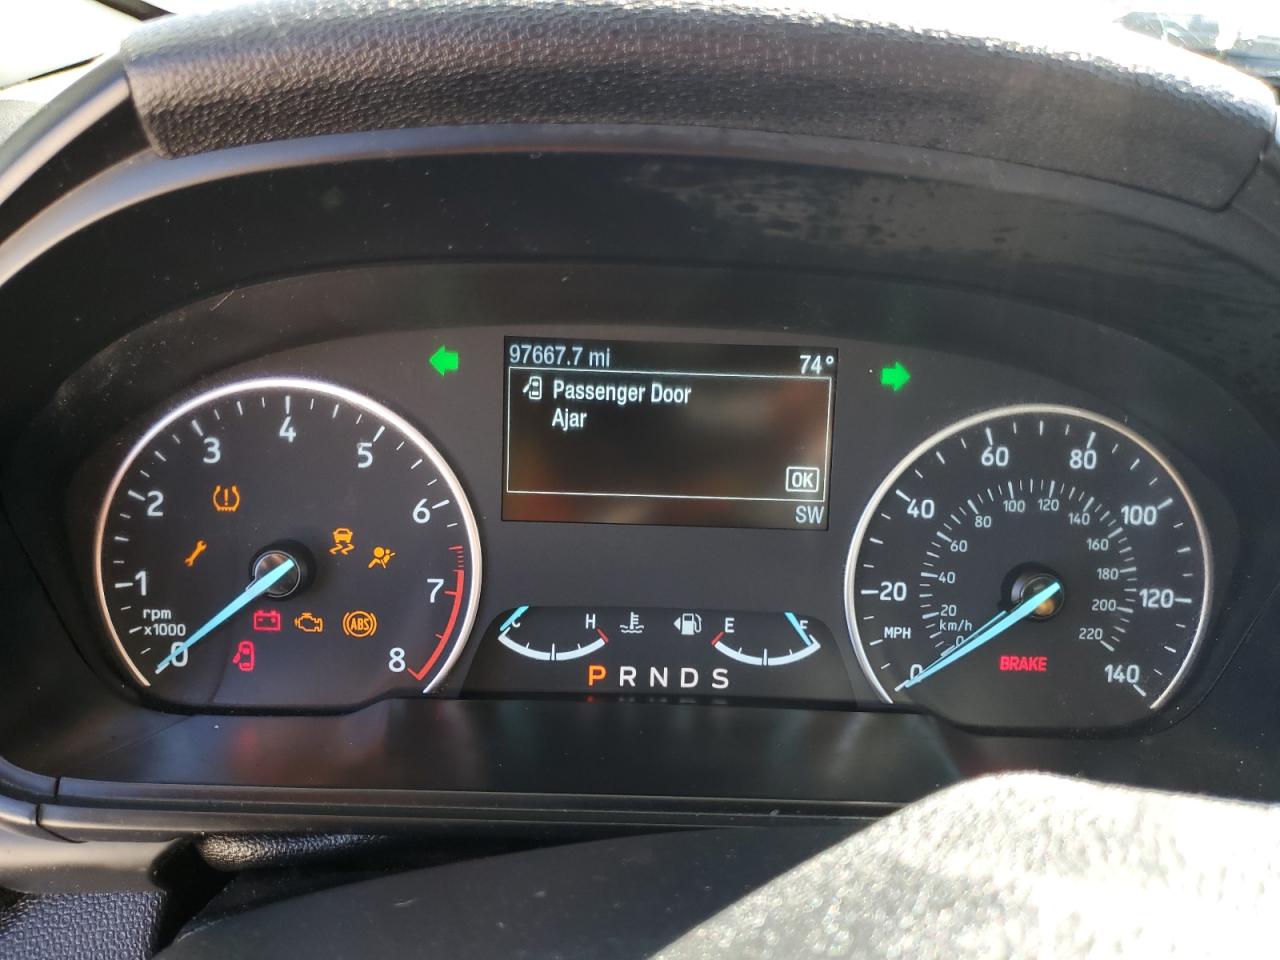 97667.7 mi 74°
Passenger Door
Ajar
OK
SW
0 1 2 3 4 5 6 7 8
rpm
x1000
ABS
C H E F
P R N D S
0 20 40 60 80 100 120 140
MPH
0 20 40 60 80 100 120 140 160 180 200 220
km/h
BRAKE